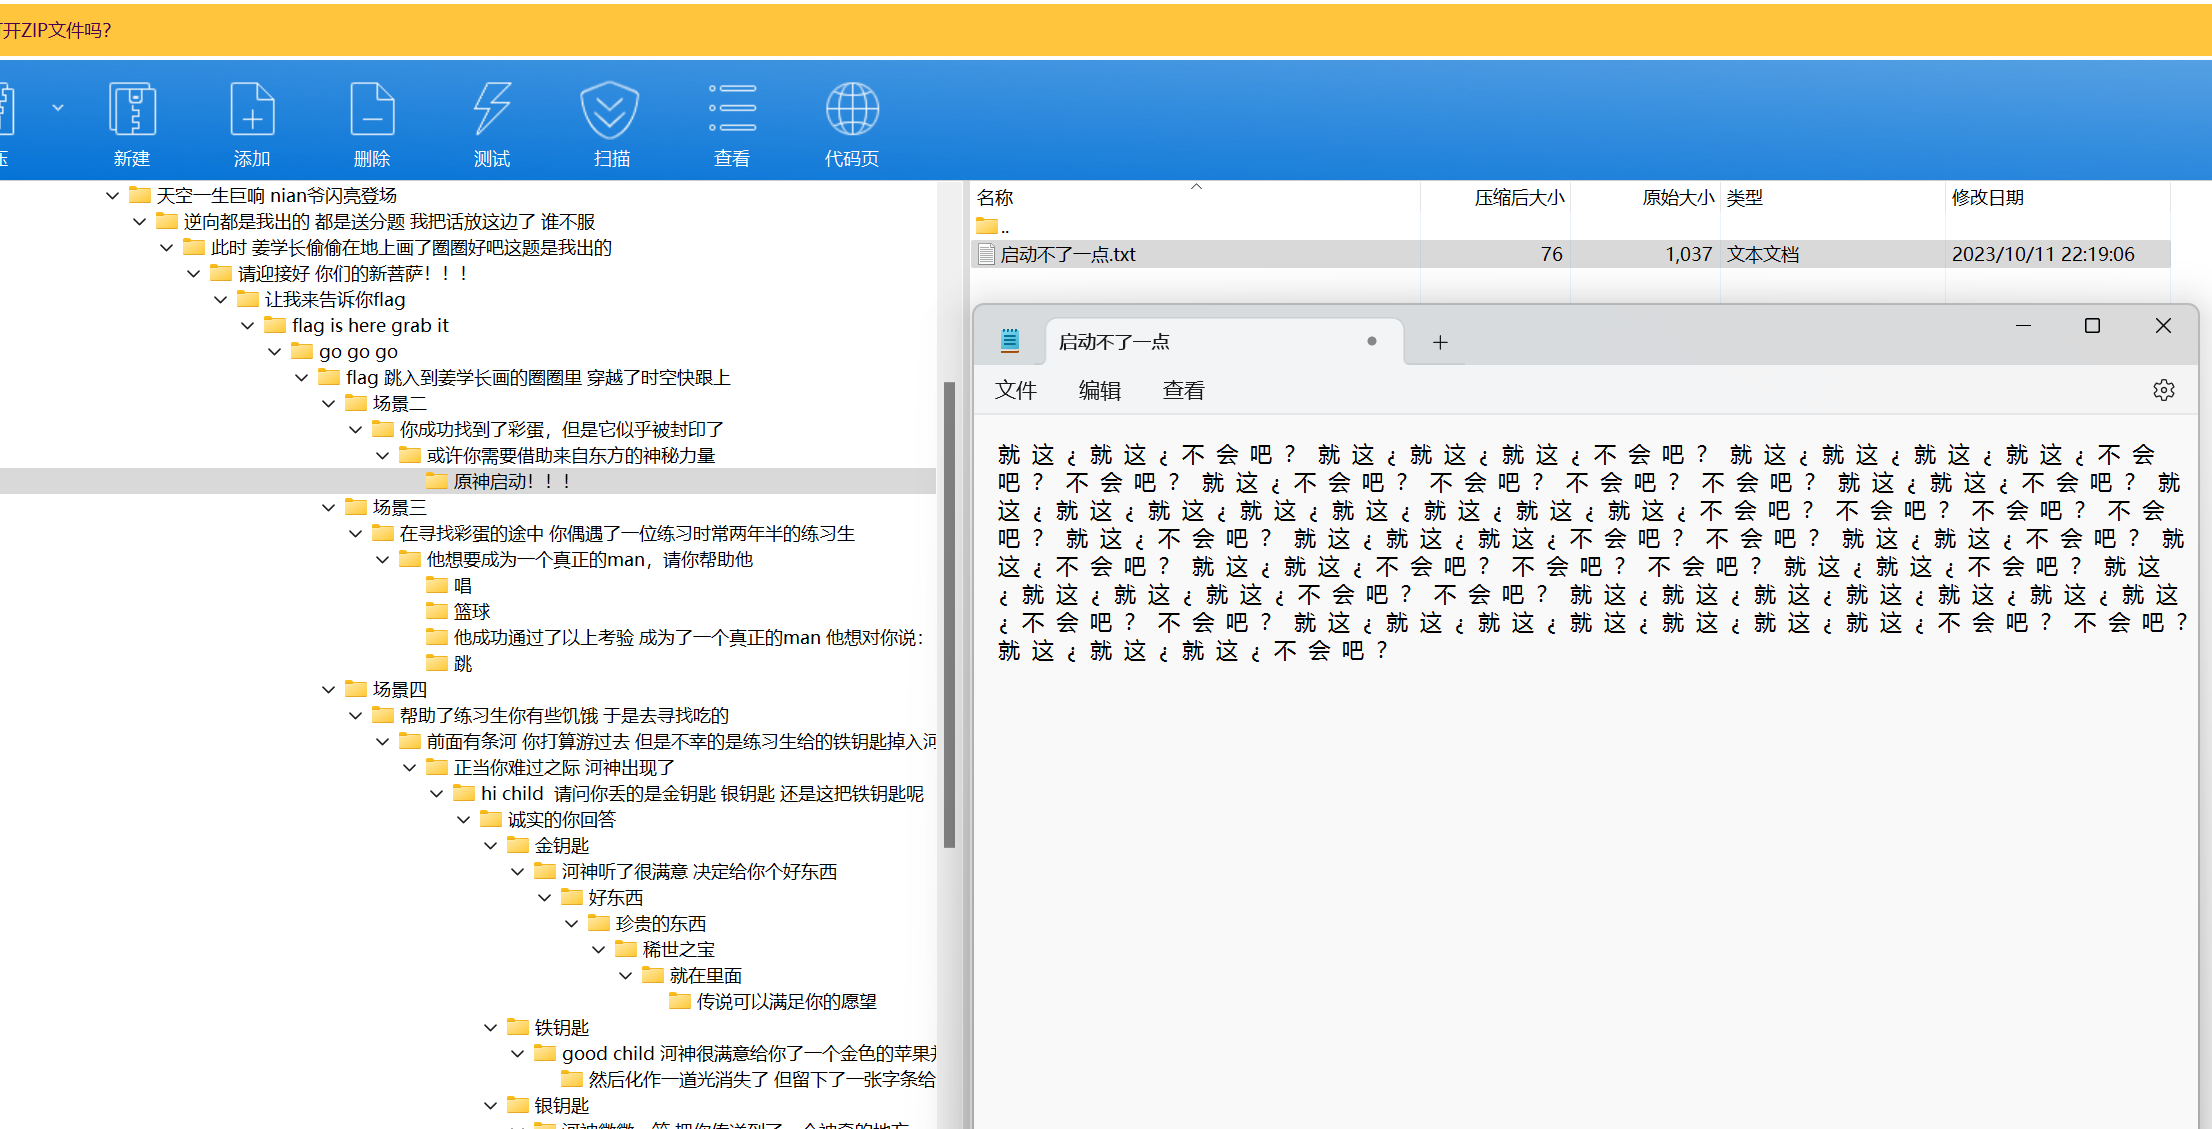 开ZIP文件吗?
压
新建
添加
删除
测试
扫描
查看
代码页
天空一生巨响 nian爷闪亮登场
逆向都是我出的 都是送分题 我把话放这边了 谁不服
此时 姜学长偷偷在地上画了圈圈好吧这题是我出的
请迎接好 你们的新菩萨！！！
让我来告诉你flag
flag is here grab it
go go go
flag 跳入到姜学长画的圈圈里 穿越了时空快跟上
场景二
你成功找到了彩蛋，但是它似乎被封印了
或许你需要借助来自东方的神秘力量
原神启动！！！
场景三
在寻找彩蛋的途中 你偶遇了一位练习时常两年半的练习生
他想要成为一个真正的man，请你帮助他
唱
篮球
他成功通过了以上考验 成为了一个真正的man 他想对你说：
跳
场景四
帮助了练习生你有些饥饿 于是去寻找吃的
前面有条河 你打算游过去 但是不幸的是练习生给的铁钥匙掉入河
正当你难过之际 河神出现了
hi child  请问你丢的是金钥匙 银钥匙 还是这把铁钥匙呢
诚实的你回答
金钥匙
河神听了很满意 决定给你个好东西
好东西
珍贵的东西
稀世之宝
就在里面
传说可以满足你的愿望
铁钥匙
good child 河神很满意给你了一个金色的苹果并
然后化作一道光消失了 但留下了一张字条给
银钥匙
河神微微一笑 把你传送到了一个神奇的地方
名称 压缩后大小 原始大小 类型 修改日期
..
启动不了一点.txt 76 1,037 文本文档 2023/10/11 22:19:06
启动不了一点
文件 编辑 查看
就 这 ¿ 就 这 ¿ 不 会 吧 ？ 就 这 ¿ 就 这 ¿ 就 这 ¿ 不 会 吧 ？ 就 这 ¿ 就 这 ¿ 就 这 ¿ 就 这 ¿ 不 会
吧 ？ 不 会 吧 ？ 就 这 ¿ 不 会 吧 ？ 不 会 吧 ？ 不 会 吧 ？ 不 会 吧 ？ 就 这 ¿ 就 这 ¿ 不 会 吧 ？ 就
这 ¿ 就 这 ¿ 就 这 ¿ 就 这 ¿ 就 这 ¿ 就 这 ¿ 就 这 ¿ 就 这 ¿ 不 会 吧 ？ 不 会 吧 ？ 不 会 吧 ？ 不 会
吧 ？ 就 这 ¿ 不 会 吧 ？ 就 这 ¿ 就 这 ¿ 就 这 ¿ 不 会 吧 ？ 不 会 吧 ？ 就 这 ¿ 就 这 ¿ 不 会 吧 ？ 就
这 ¿ 不 会 吧 ？ 就 这 ¿ 就 这 ¿ 不 会 吧 ？ 不 会 吧 ？ 不 会 吧 ？ 就 这 ¿ 就 这 ¿ 不 会 吧 ？ 就 这
¿ 就 这 ¿ 就 这 ¿ 就 这 ¿ 不 会 吧 ？ 不 会 吧 ？ 就 这 ¿ 就 这 ¿ 就 这 ¿ 就 这 ¿ 就 这 ¿ 就 这 ¿ 就 这
¿ 不 会 吧 ？ 不 会 吧 ？ 就 这 ¿ 就 这 ¿ 就 这 ¿ 就 这 ¿ 就 这 ¿ 就 这 ¿ 就 这 ¿ 不 会 吧 ？ 不 会 吧 ？
就 这 ¿ 就 这 ¿ 就 这 ¿ 不 会 吧 ？